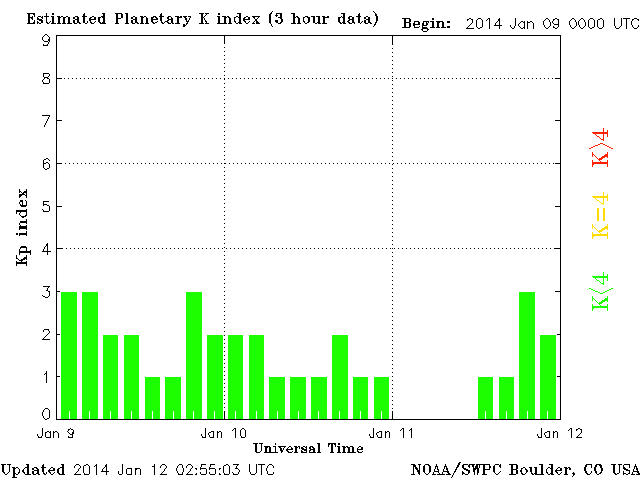 Estimated Planetary K index (3 hour data) Begin: 2014 Jan 09 0000 UTC
9
8
7
6
5
4
3
2
1
0
Kp index
K>4
K=4
K<4
Jan 9 Jan 10 Jan 11 Jan 12
Universal Time
Updated 2014 Jan 12 02:55:03 UTC NOAA/SWPC Boulder, CO USA